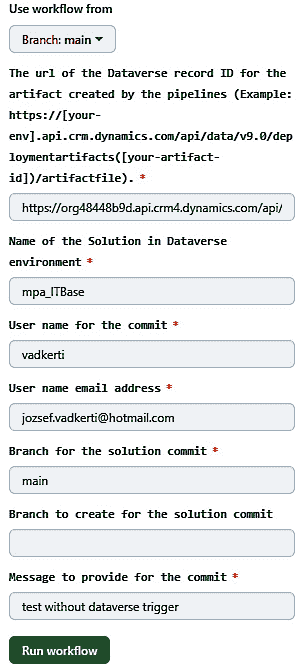 Use workflow from
Branch: main
The url of the Dataverse record ID for the
artifact created by the pipelines (Example:
https://[your-
env].api.crm.dynamics.com/api/data/v9.0/de
ploymentartifacts([your-artifact-
id])/artifactfile). *
https://org48448b9d.api.crm4.dynamics.com/api/
Name of the Solution in Dataverse
environment *
mpa_ITBase
User name for the commit *
vadkerti
User name email address *
jozsef.vadkerti@hotmail.com
Branch for the solution commit *
main
Branch to create for the solution commit
Message to provide for the commit *
test without dataverse trigger
Run workflow